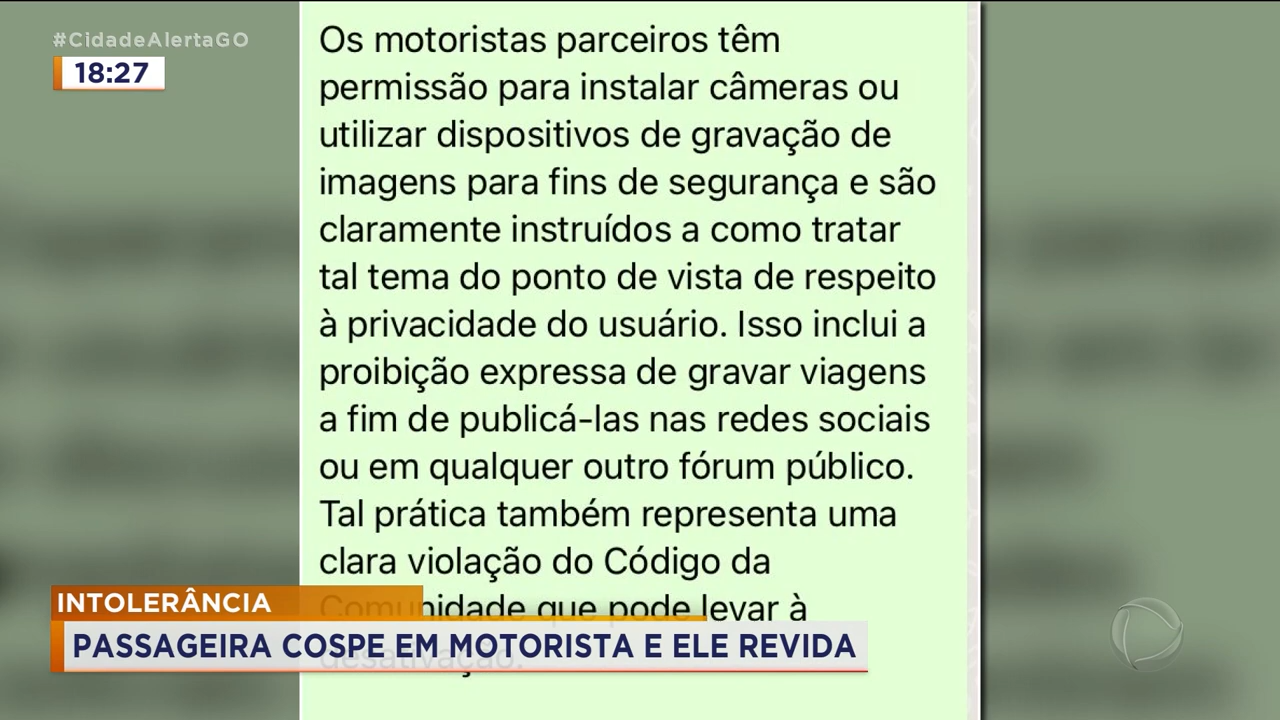 #CidadeAlertaGO
18:27
Os motoristas parceiros têm
permissão para instalar câmeras ou
utilizar dispositivos de gravação de
imagens para fins de segurança e são
claramente instruídos a como tratar
tal tema do ponto de vista de respeito
à privacidade do usuário. Isso inclui a
proibição expressa de gravar viagens
a fim de publicá-las nas redes sociais
ou em qualquer outro fórum público.
Tal prática também representa uma
clara violação do Código da
Comunidade que pode levar à
desativação.
INTOLERÂNCIA
PASSAGEIRA COSPE EM MOTORISTA E ELE REVIDA